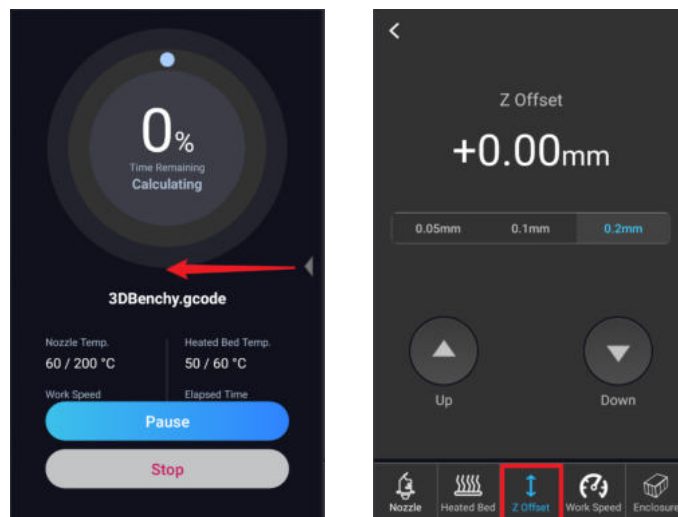 0%
Time Remaining
Calculating
3DBenchy.gcode
Nozzle Temp.
60 / 200 °C
Heated Bed Temp.
50 / 60 °C
Work Speed
Elapsed Time
Pause
Stop
Z Offset
+0.00mm
0.05mm 0.1mm 0.2mm
Up Down
Nozzle Heated Bed Z Offset Work Speed Enclosure